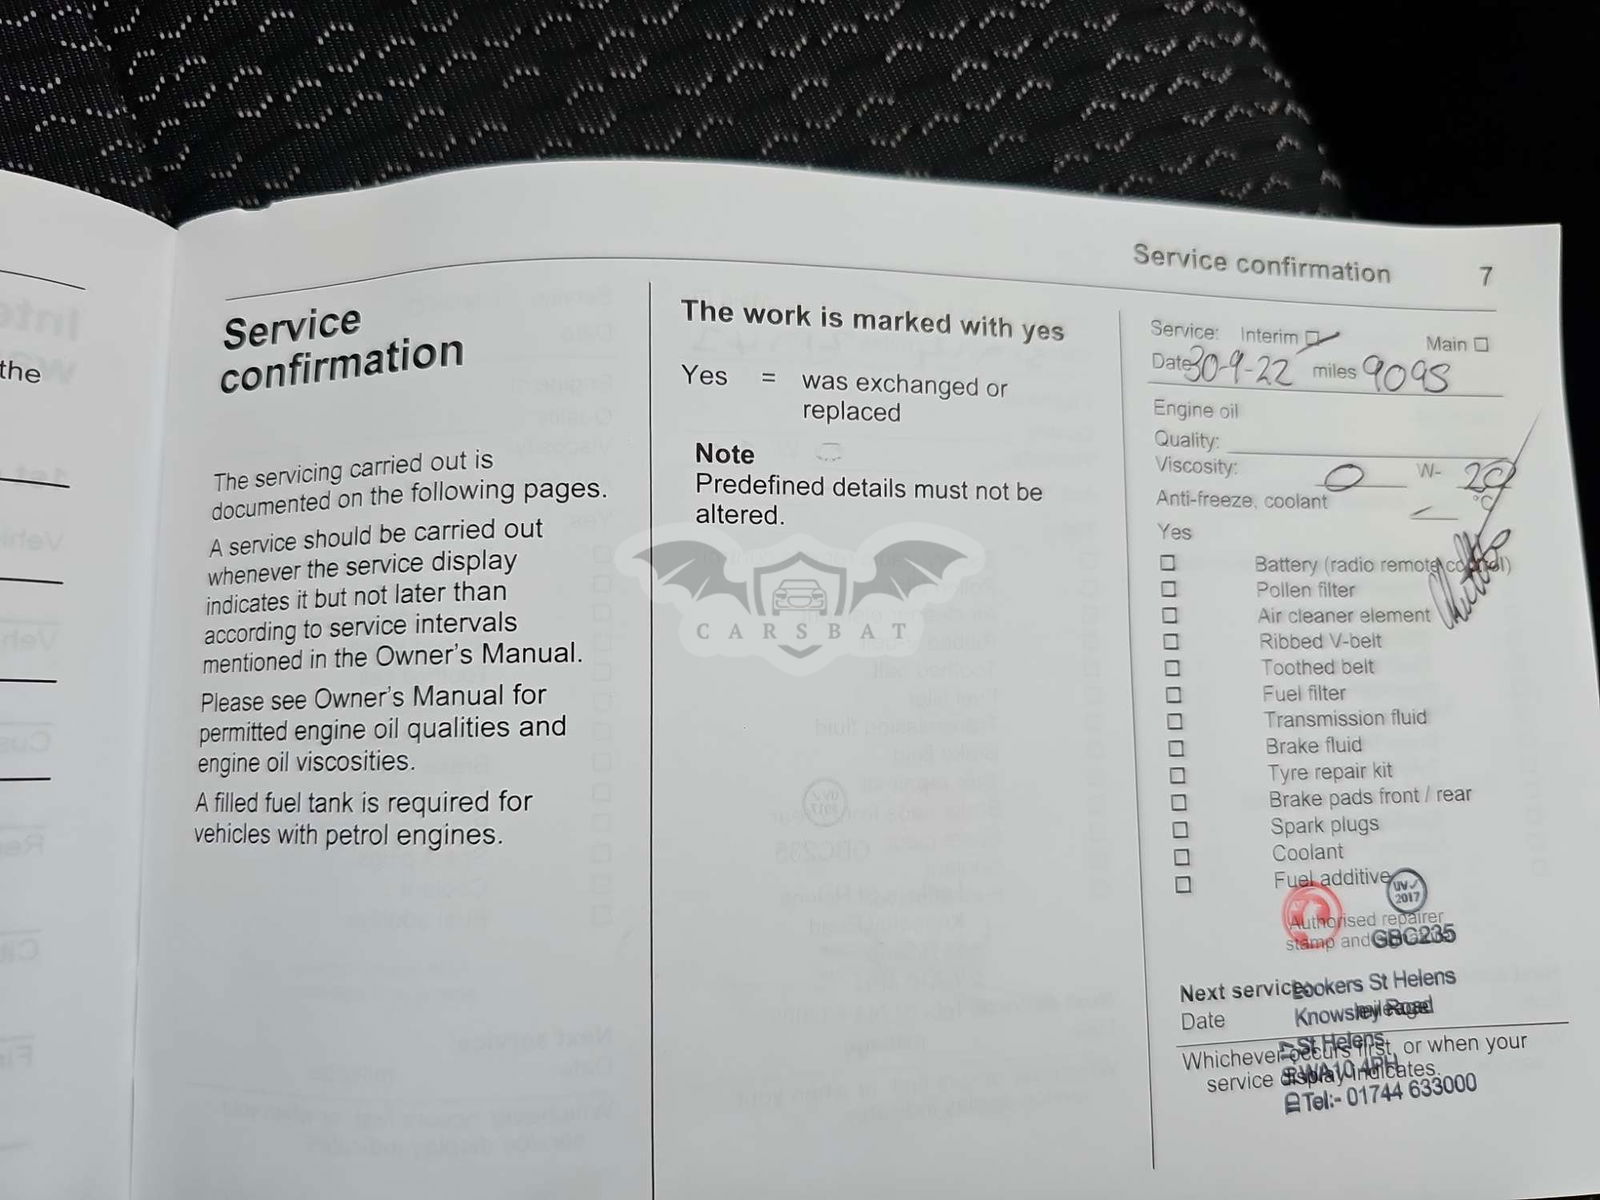 the
Service confirmation 7
Service
confirmation
The servicing carried out is
documented on the following pages.
A service should be carried out
whenever the service display
indicates it but not later than
according to service intervals
mentioned in the Owner's Manual.
Please see Owner's Manual for
permitted engine oil qualities and
engine oil viscosities.
A filled fuel tank is required for
vehicles with petrol engines.
The work is marked with yes
Yes = was exchanged or
replaced
Note
Predefined details must not be
altered.
CARSBAT
Service: Interim Main
Date 30-9-22 miles 9095
Engine oil
Quality:
Viscosity: 0 W- 20
Anti-freeze, coolant °C
Yes
Battery (radio remote control)
Pollen filter
Air cleaner element
Ribbed V-belt
Toothed belt
Fuel filter
Transmission fluid
Brake fluid
Tyre repair kit
Brake pads front / rear
Spark plugs
Coolant
Fuel additive
UV✓
2017
Authorised repairer
stamp and GBC235
Next service Lookers St Helens
Date Knowsley Road
St Helens
Whichever occurs first, or when your
WA10 4PH
service display indicates.
Tel:- 01744 633000